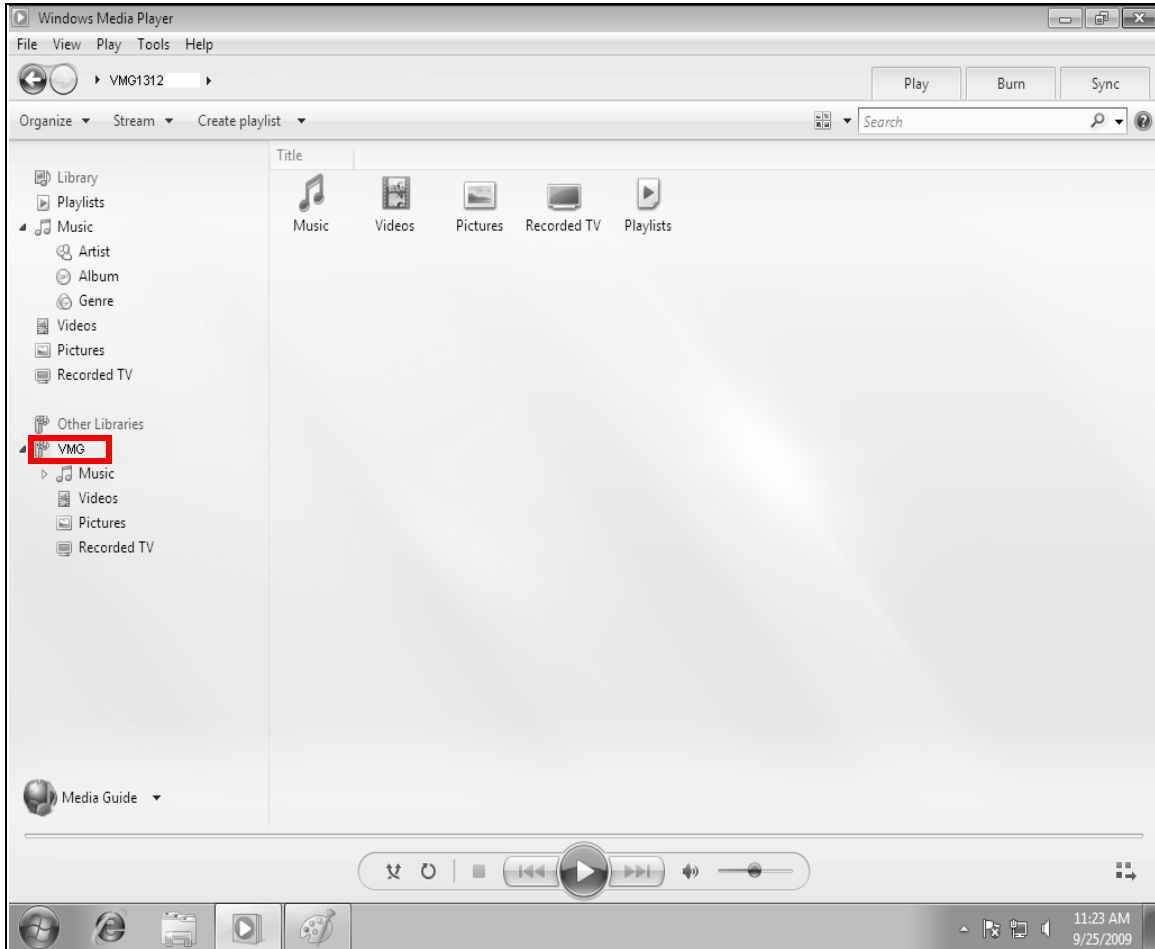 Windows Media Player
File View Play Tools Help
VMG1312
Play Burn Sync
Organize Stream Create playlist Search
Title
Library
Playlists
Music
Artist
Album
Genre
Videos
Pictures
Recorded TV
Other Libraries
VMG
Music
Videos
Pictures
Recorded TV
Music Videos Pictures Recorded TV Playlists
Media Guide
11:23 AM
9/25/2009